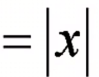 = |x|